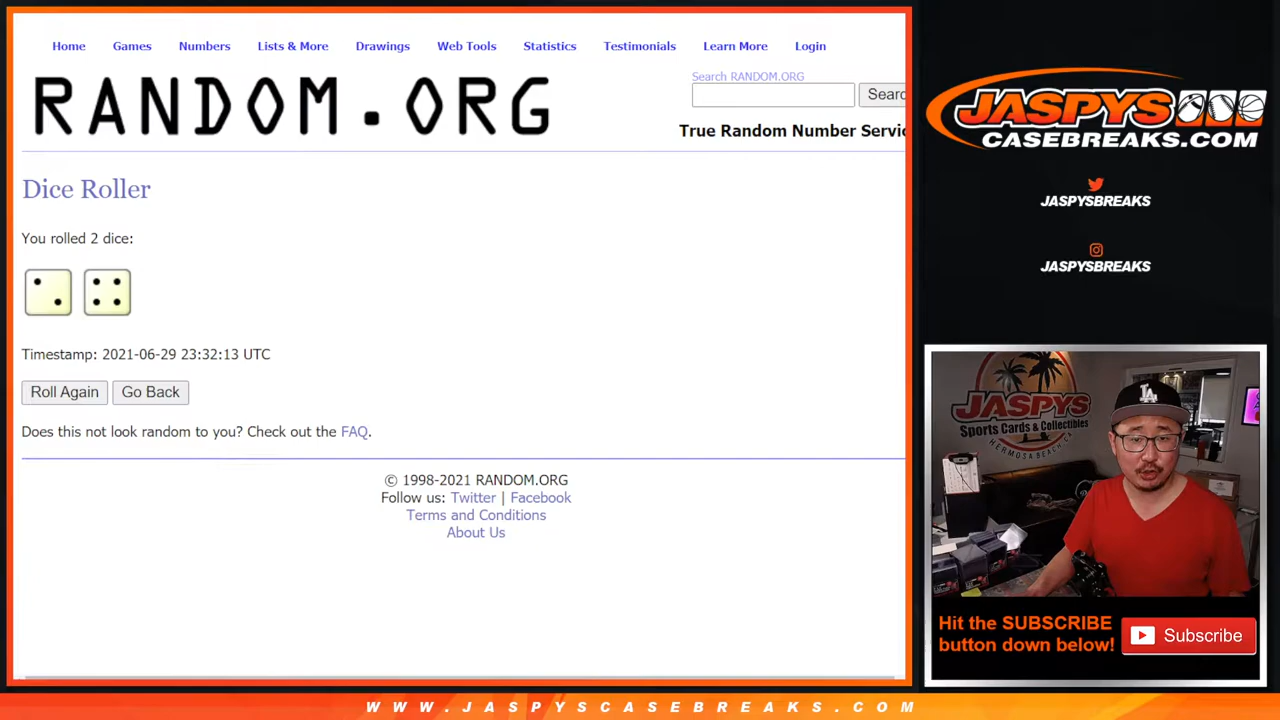 Home Games Numbers Lists & More Drawings Web Tools Statistics Testimonials Learn More Login
RANDOM.ORG
Search RANDOM.ORG
Searc
True Random Number Servic
Dice Roller
You rolled 2 dice:
Timestamp: 2021-06-29 23:32:13 UTC
Roll Again Go Back
Does this not look random to you? Check out the FAQ.
© 1998-2021 RANDOM.ORG
Follow us: Twitter | Facebook
Terms and Conditions
About Us
JASPYS
CASEBREAKS.COM
JASPYSBREAKS
JASPYSBREAKS
JASPYS
Sports Cards & Collectibles
HERMOSA BEACH, CA
LA
Hit the SUBSCRIBE
button down below!
Subscribe
WWW.JASPYSCASEBREAKS.COM